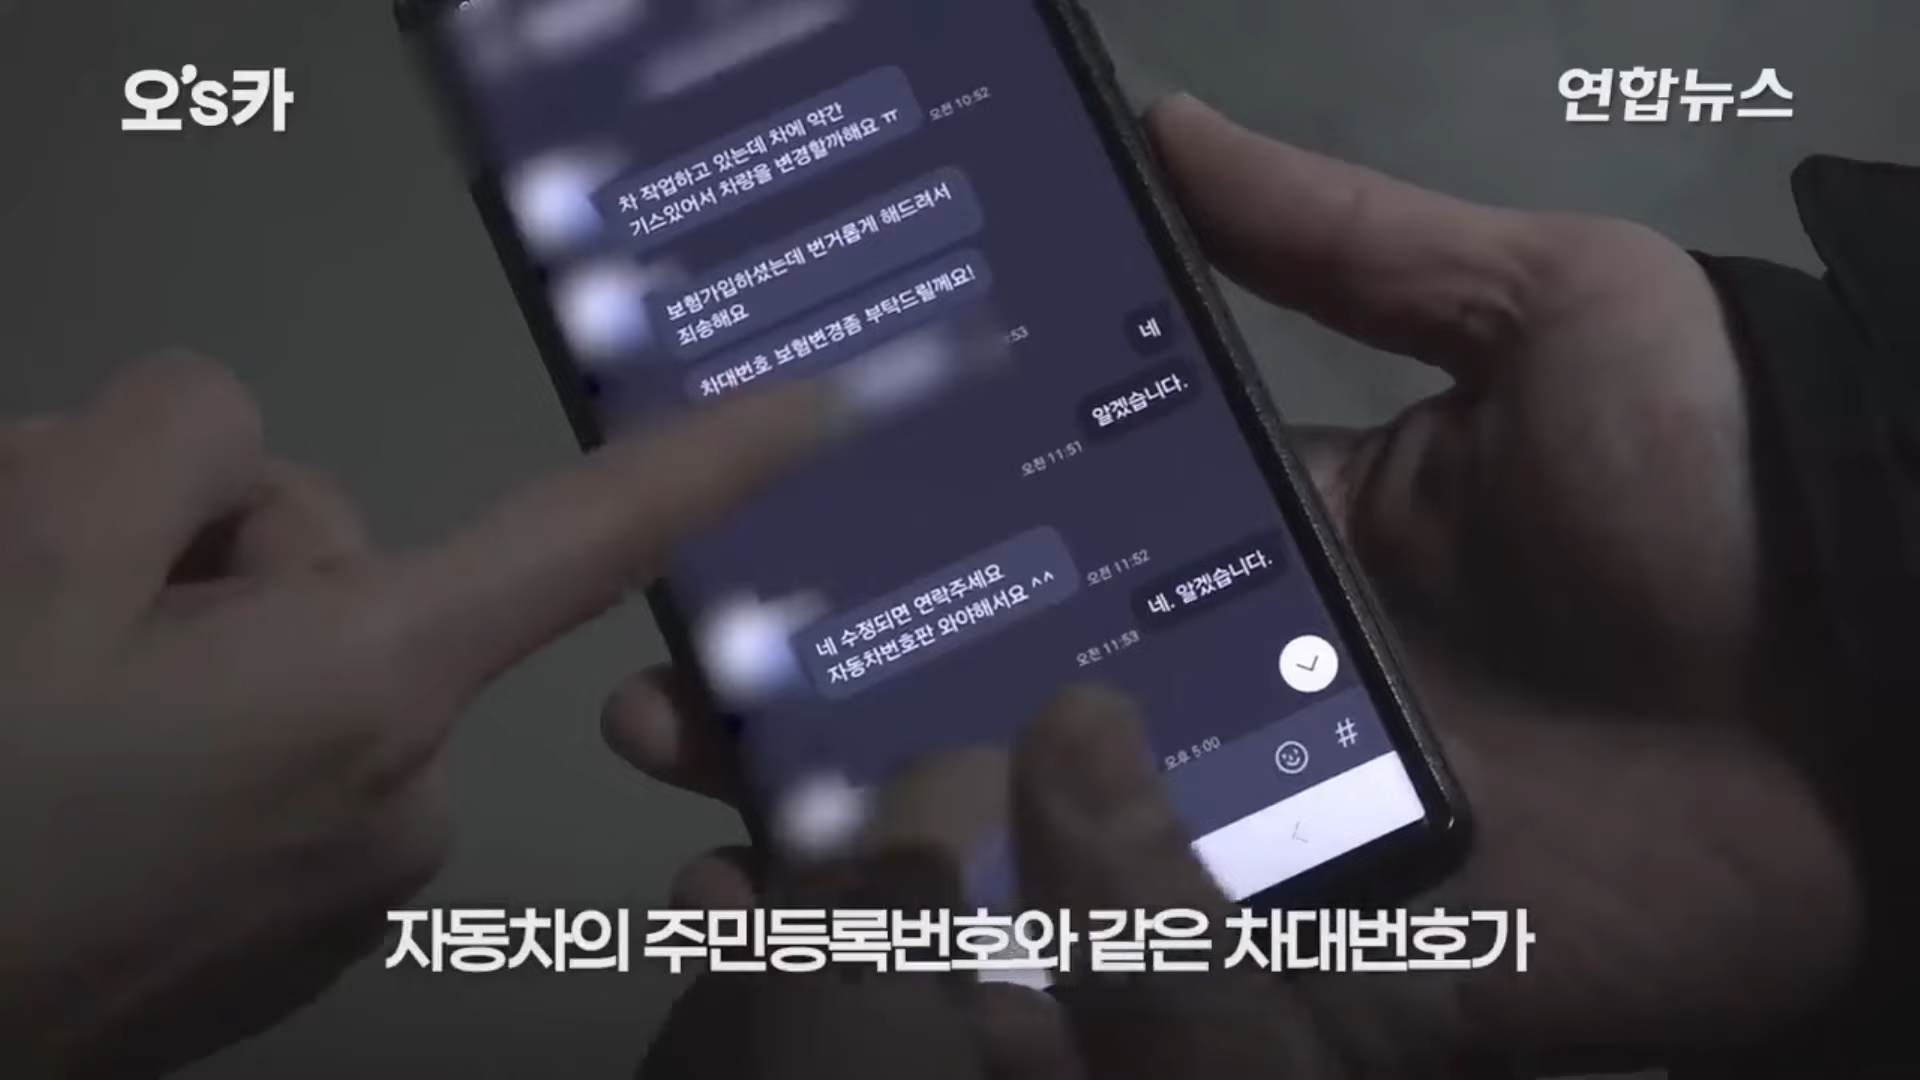 오's카
연합뉴스
차 작업하고 있는데 차에 약간
기스있어서 차량을 변경할까해요 ㅠ
오전 10:52
보험가입하셨는데 번거롭게 해드려서
죄송해요
차대번호 보험변경좀 부탁드릴께요!
:53
네
알겠습니다.
오전 11:51
네 수정되면 연락주세요
자동차번호판 와야해서요 ^^
오전 11:52
네. 알겠습니다.
오전 11:53
오후 5:00
#
자동차의 주민등록번호와 같은 차대번호가